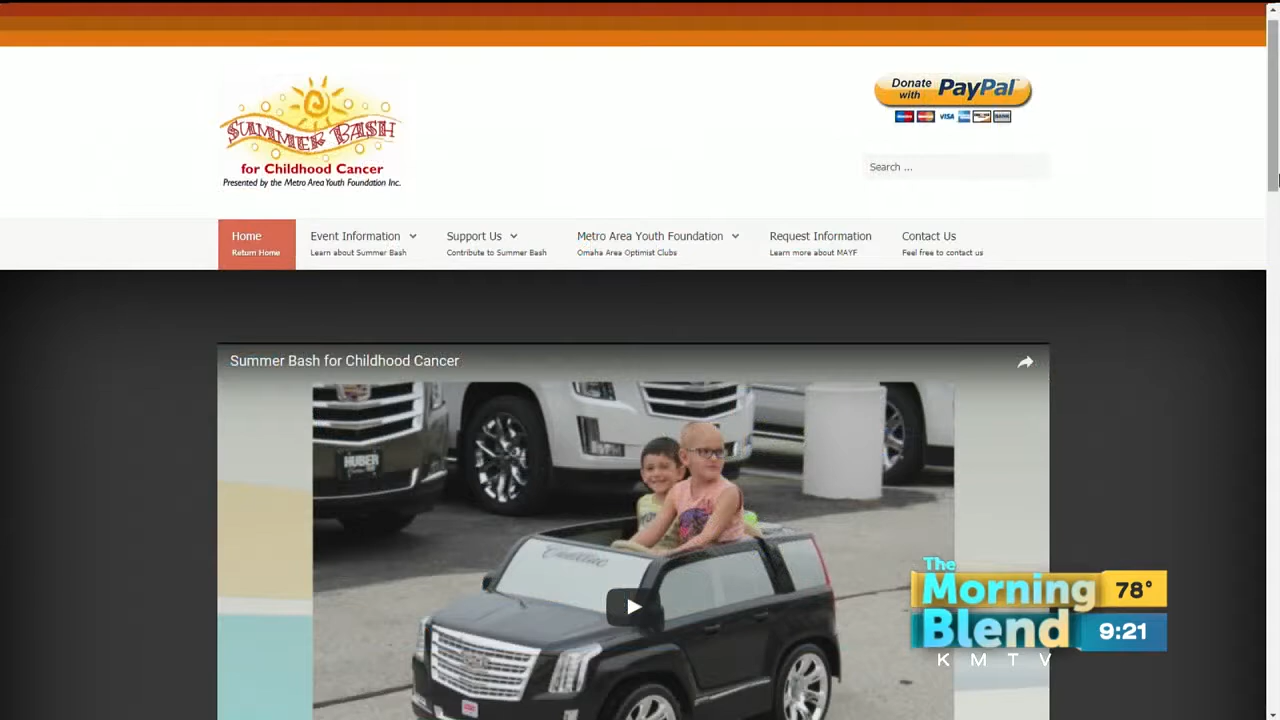 Donate
with PayPal
VISA
SUMMER BASH
for Childhood Cancer
Presented by the Metro Area Youth Foundation Inc.
Search ...
Home
Return Home
Event Information
Learn about Summer Bash
Support Us
Contribute to Summer Bash
Metro Area Youth Foundation
Omaha Area Optimist Clubs
Request Information
Learn more about MAYF
Contact Us
Feel free to contact us
Summer Bash for Childhood Cancer
HUBER
Cadillac
The
Morning
Blend
KMTV
78°
9:21